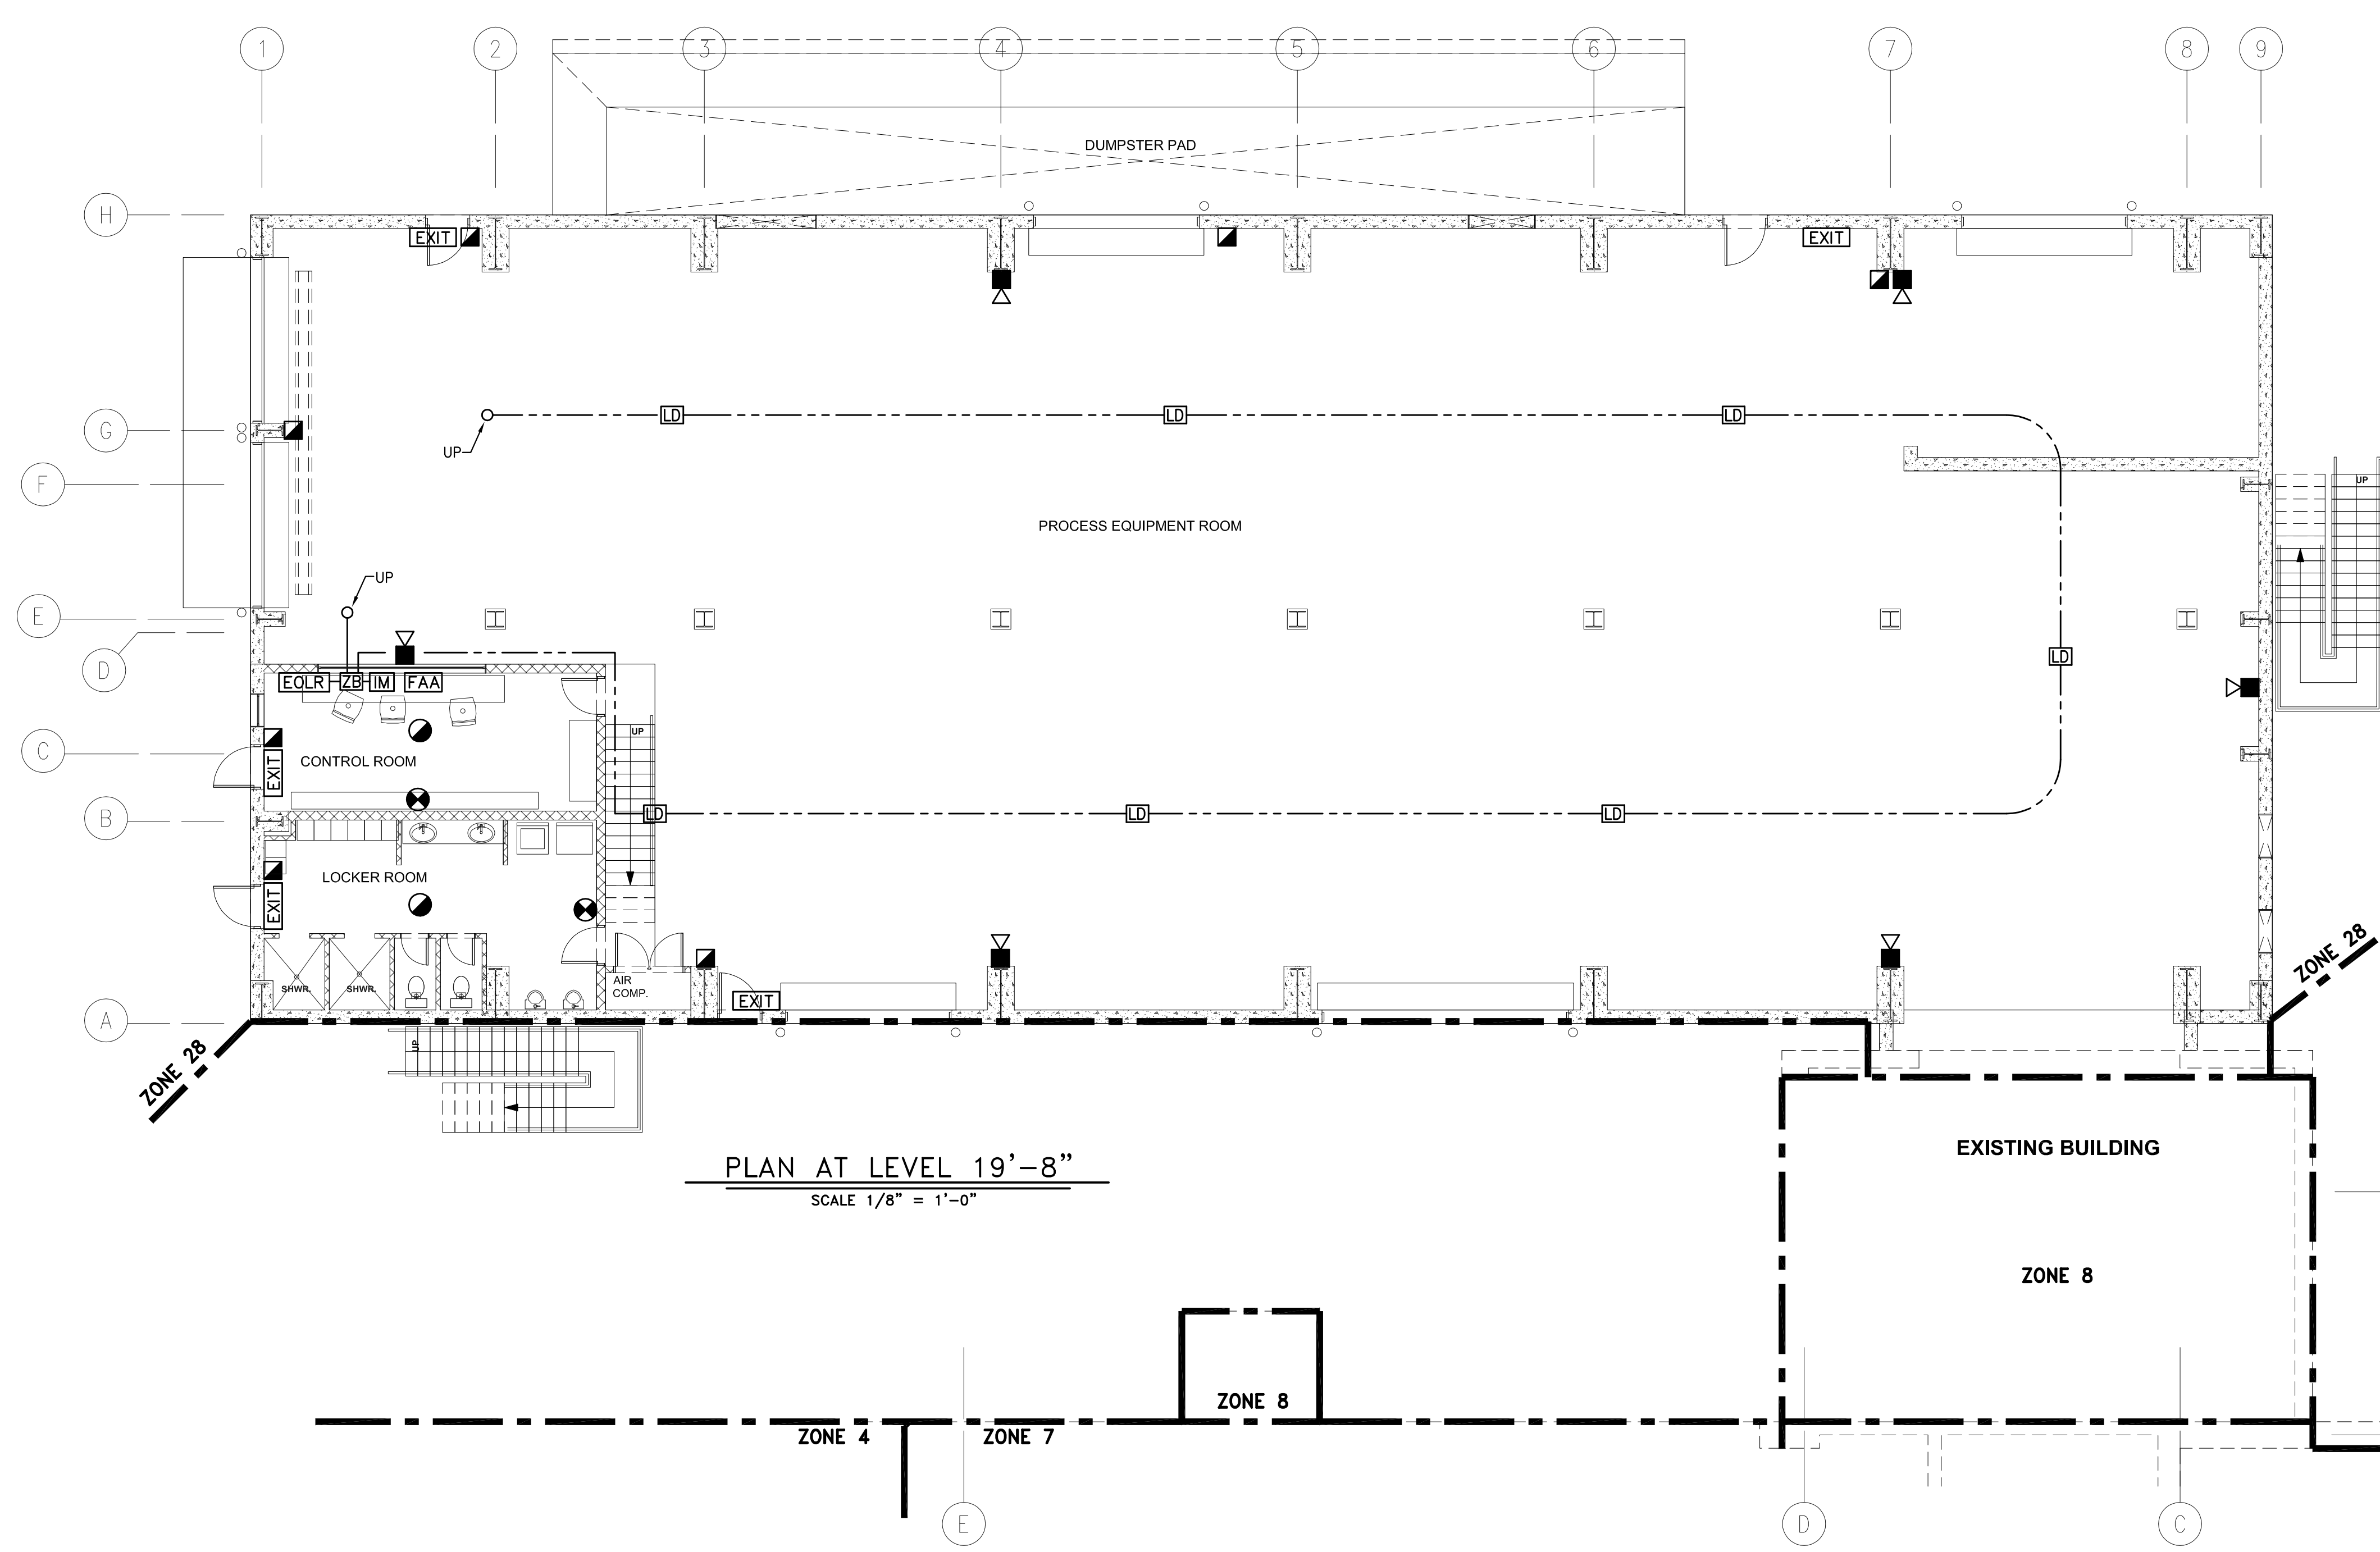 1 2 3 4 5 6 7 8 9
DUMPSTER PAD
H
EXIT
EXIT
LD LD LD
G
UP
UP
F
PROCESS EQUIPMENT ROOM
UP
E
LD
D
EOLR ZB IM FAA
UP
C
CONTROL ROOM
EXIT
B
LD LD LD
LOCKER ROOM
EXIT
ZONE 28
AIR
COMP.
SHWR. SHWR.
EXIT
A
UP
ZONE 28
EXISTING BUILDING
PLAN AT LEVEL 19'-8"
SCALE 1/8" = 1'-0"
ZONE 8
ZONE 8
ZONE 4 ZONE 7
E D C